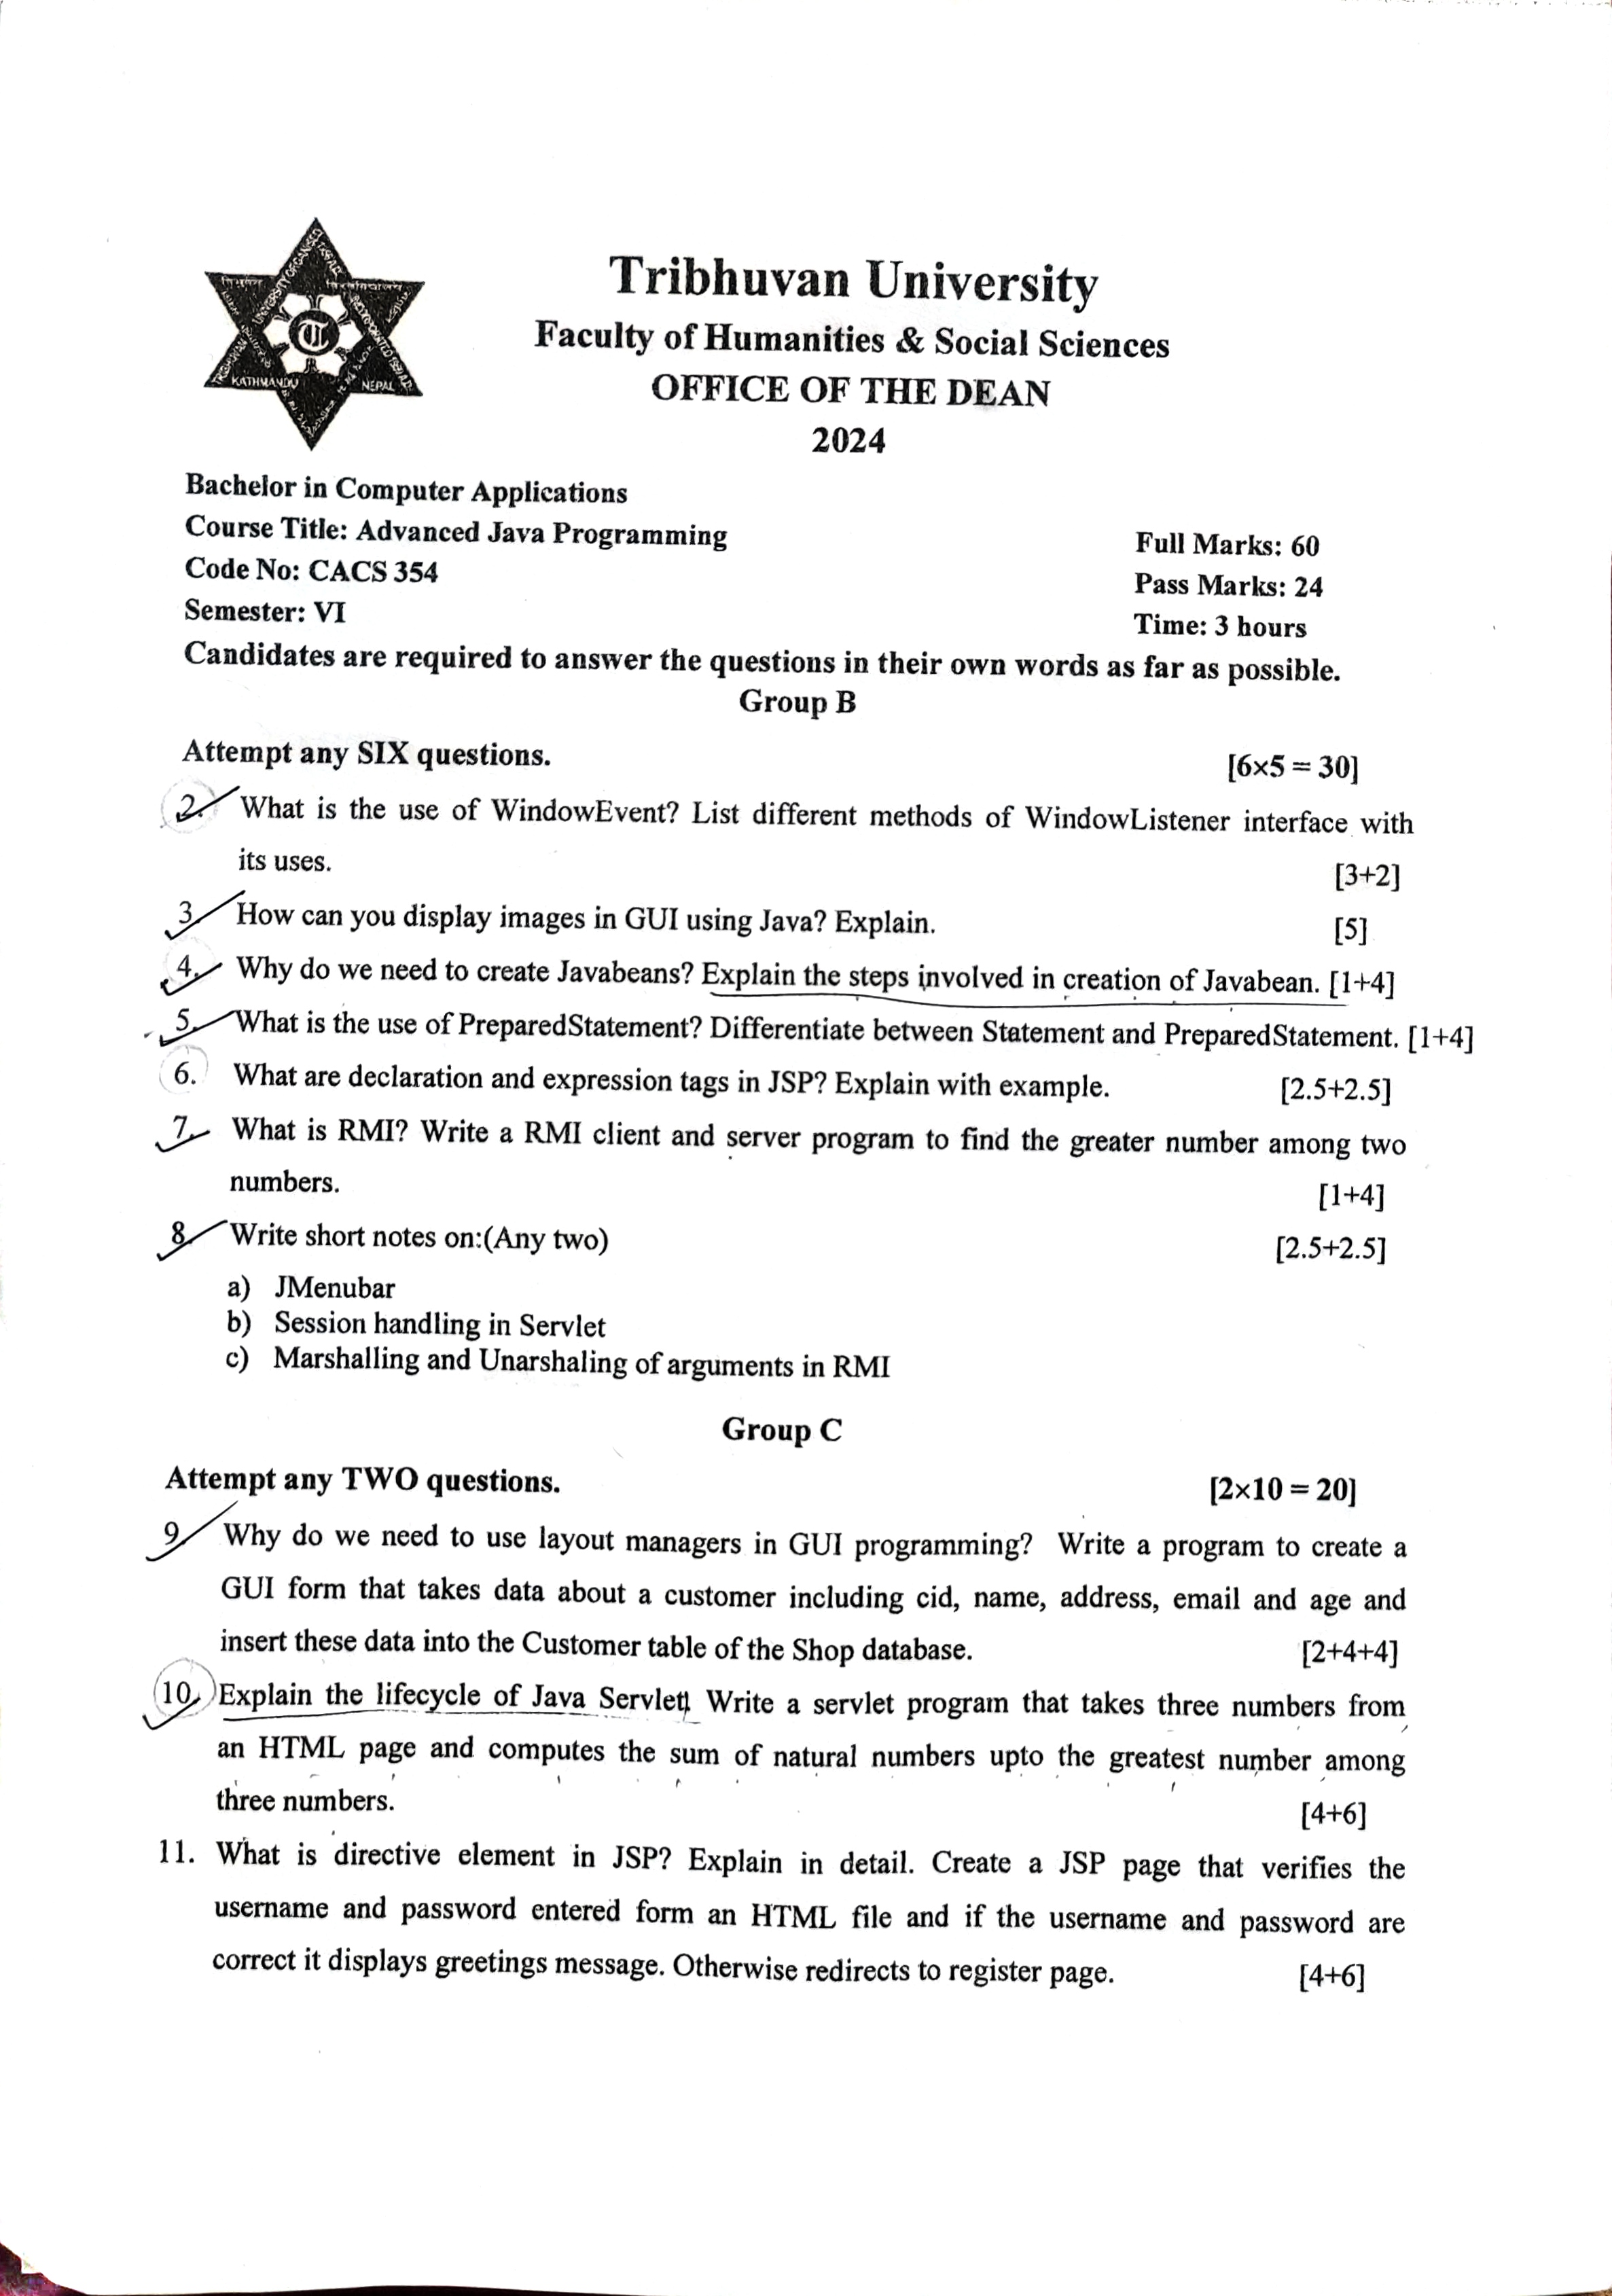 KATHMANDU
NEPAL
Tribhuvan University
Faculty of Humanities & Social Sciences
OFFICE OF THE DEAN
2024
Bachelor in Computer Applications
Course Title: Advanced Java Programming
Full Marks: 60
Code No: CACS 354
Pass Marks: 24
Semester: VI
Time: 3 hours
Candidates are required to answer the questions in their own words as far as possible.
Group B
Attempt any SIX questions. [6×5 = 30]
2. What is the use of WindowEvent? List different methods of WindowListener interface with
its uses. [3+2]
3. How can you display images in GUI using Java? Explain. [5]
4. Why do we need to create Javabeans? Explain the steps involved in creation of Javabean. [1+4]
5. What is the use of PreparedStatement? Differentiate between Statement and PreparedStatement. [1+4]
6. What are declaration and expression tags in JSP? Explain with example. [2.5+2.5]
7. What is RMI? Write a RMI client and server program to find the greater number among two
numbers. [1+4]
8. Write short notes on:(Any two) [2.5+2.5]
a) JMenubar
b) Session handling in Servlet
c) Marshalling and Unarshaling of arguments in RMI
Group C
Attempt any TWO questions. [2×10 = 20]
9. Why do we need to use layout managers in GUI programming? Write a program to create a
GUI form that takes data about a customer including cid, name, address, email and age and
insert these data into the Customer table of the Shop database. [2+4+4]
10. Explain the lifecycle of Java Servlet. Write a servlet program that takes three numbers from
an HTML page and computes the sum of natural numbers upto the greatest number among
three numbers. [4+6]
11. What is directive element in JSP? Explain in detail. Create a JSP page that verifies the
username and password entered form an HTML file and if the username and password are
correct it displays greetings message. Otherwise redirects to register page. [4+6]